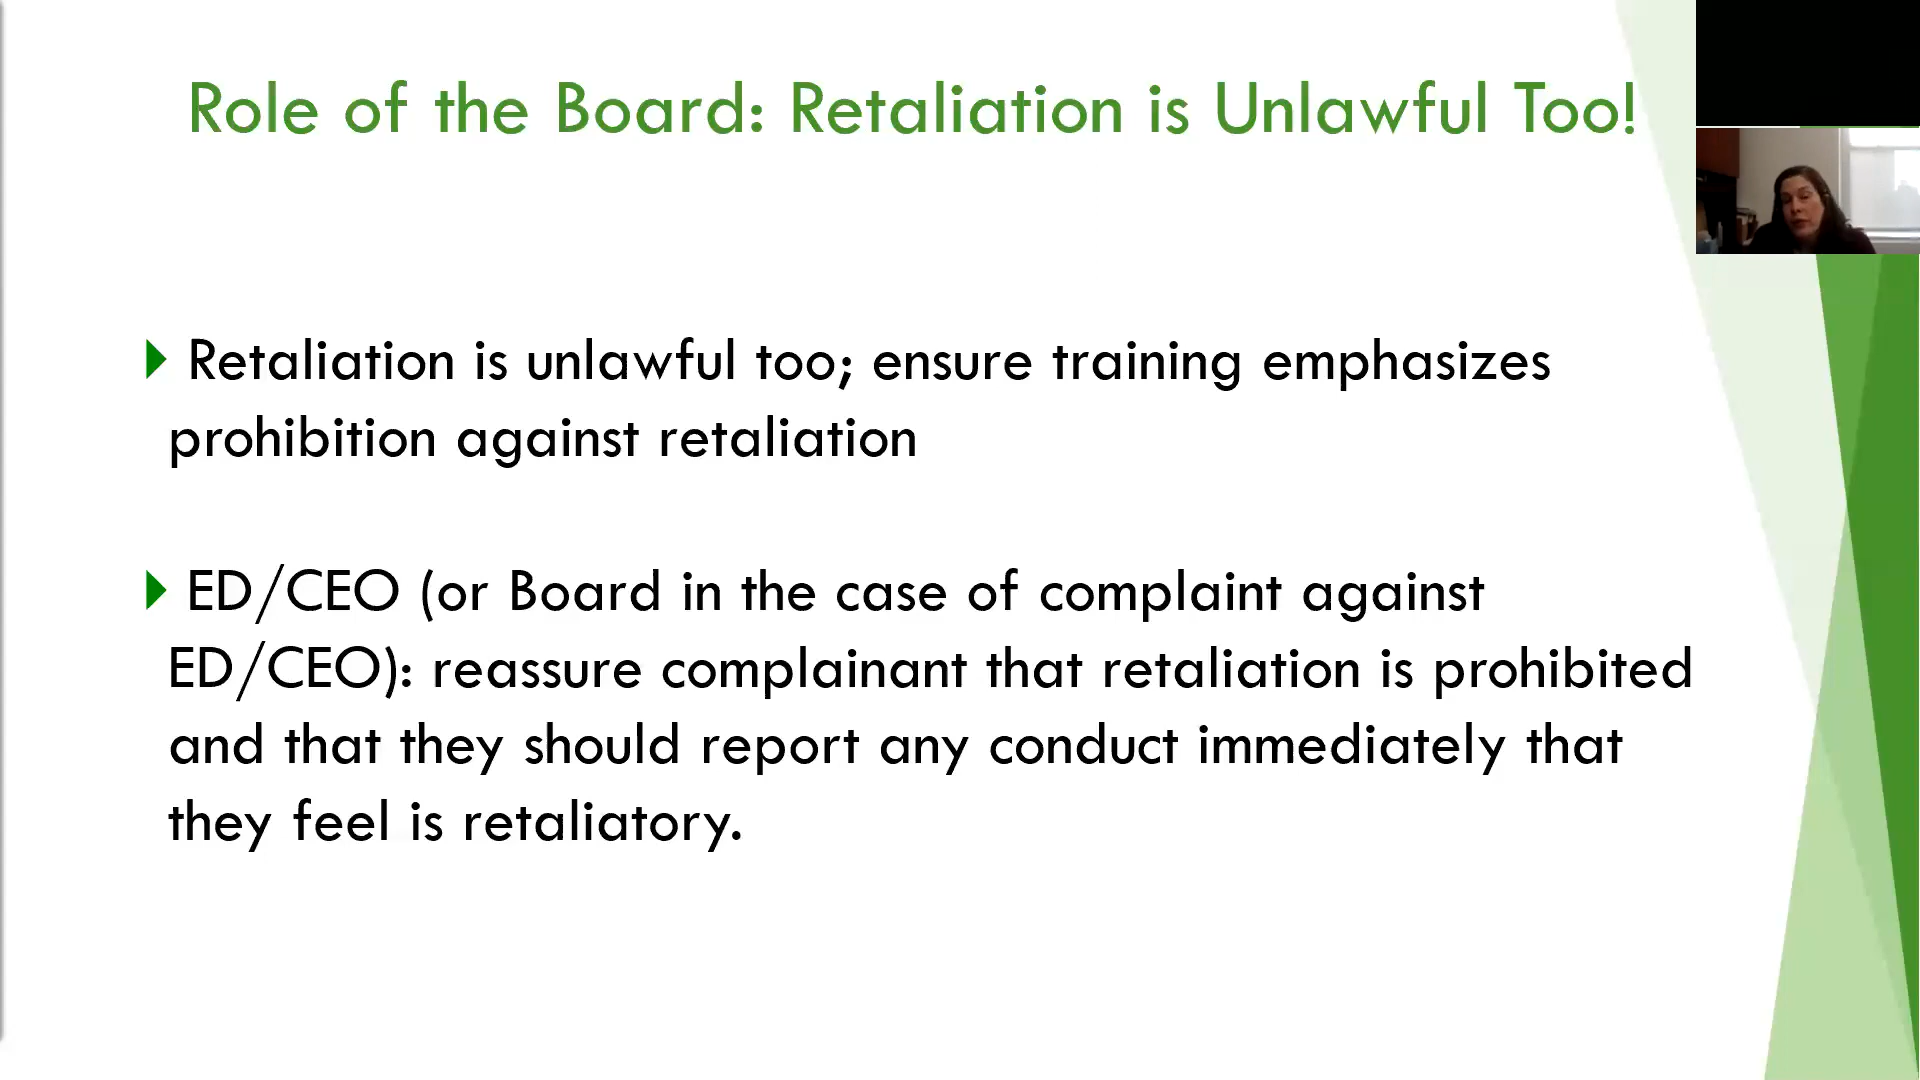 Role of the Board: Retaliation is Unlawful Too!
Retaliation is unlawful too; ensure training emphasizes
prohibition against retaliation
ED/CEO (or Board in the case of complaint against
ED/CEO): reassure complainant that retaliation is prohibited
and that they should report any conduct immediately that
they feel is retaliatory.